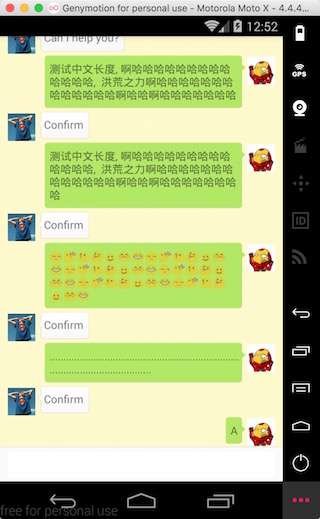 Genymotion for personal use - Motorola Moto X - 4.4.4...
12:52
Can I help you?
测试中文长度, 啊哈哈哈哈哈哈哈哈哈
哈哈哈哈哈, 洪荒之力啊哈哈哈哈哈哈
哈哈哈哈哈啊哈哈啊哈哈哈哈哈哈哈
Confirm
测试中文长度, 啊哈哈哈哈哈哈哈哈哈
哈哈哈哈哈, 洪荒之力啊哈哈哈哈哈哈
哈哈哈哈哈啊哈哈啊哈哈哈哈哈哈哈
哈
Confirm
Confirm
................................................................
...................................
Confirm
A
GPS
ID
free for personal use